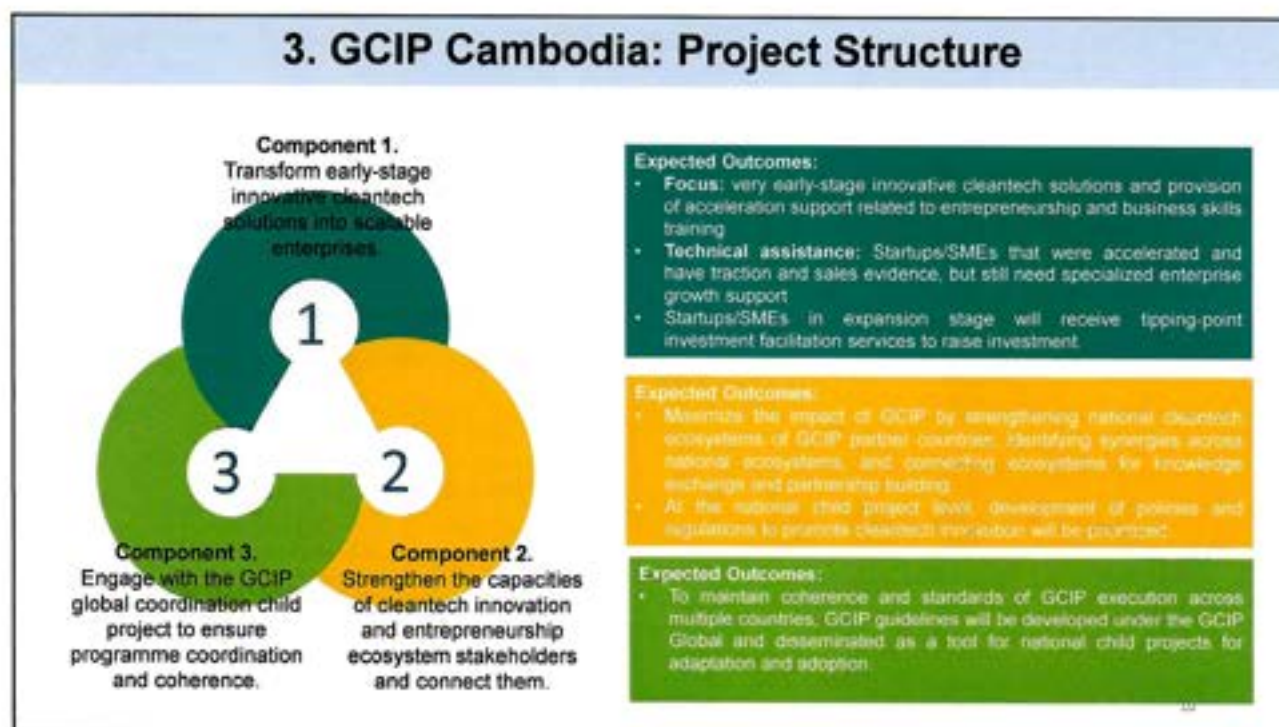 3. GCIP Cambodia: Project Structure
Component 1.
Transform early-stage
innovative cleantech
solutions into scalable
enterprises.
1
3
2
Component 3.
Engage with the GCIP
global coordination child
project to ensure
programme coordination
and coherence.
Component 2.
Strengthen the capacities
of cleantech innovation
and entrepreneurship
ecosystem stakeholders
and connect them.
Expected Outcomes:
• Focus: very early-stage innovative cleantech solutions and provision
of acceleration support related to entrepreneurship and business skills
training
• Technical assistance: Startups/SMEs that were accelerated and
have traction and sales evidence, but still need specialized enterprise
growth support
• Startups/SMEs in expansion stage will receive tipping-point
investment facilitation services to raise investment.
Expected Outcomes:
• Maximize the impact of GCIP by strengthening national cleantech
ecosystems of GCIP partner countries, identifying synergies across
national ecosystems, and connecting ecosystems for knowledge
exchange and partnership building.
• At the national child project level, development of policies and
regulations to promote cleantech innovation will be prioritized.
Expected Outcomes:
• To maintain coherence and standards of GCIP execution across
multiple countries, GCIP guidelines will be developed under the GCIP
Global and disseminated as a tool for national child projects for
adaptation and adoption.